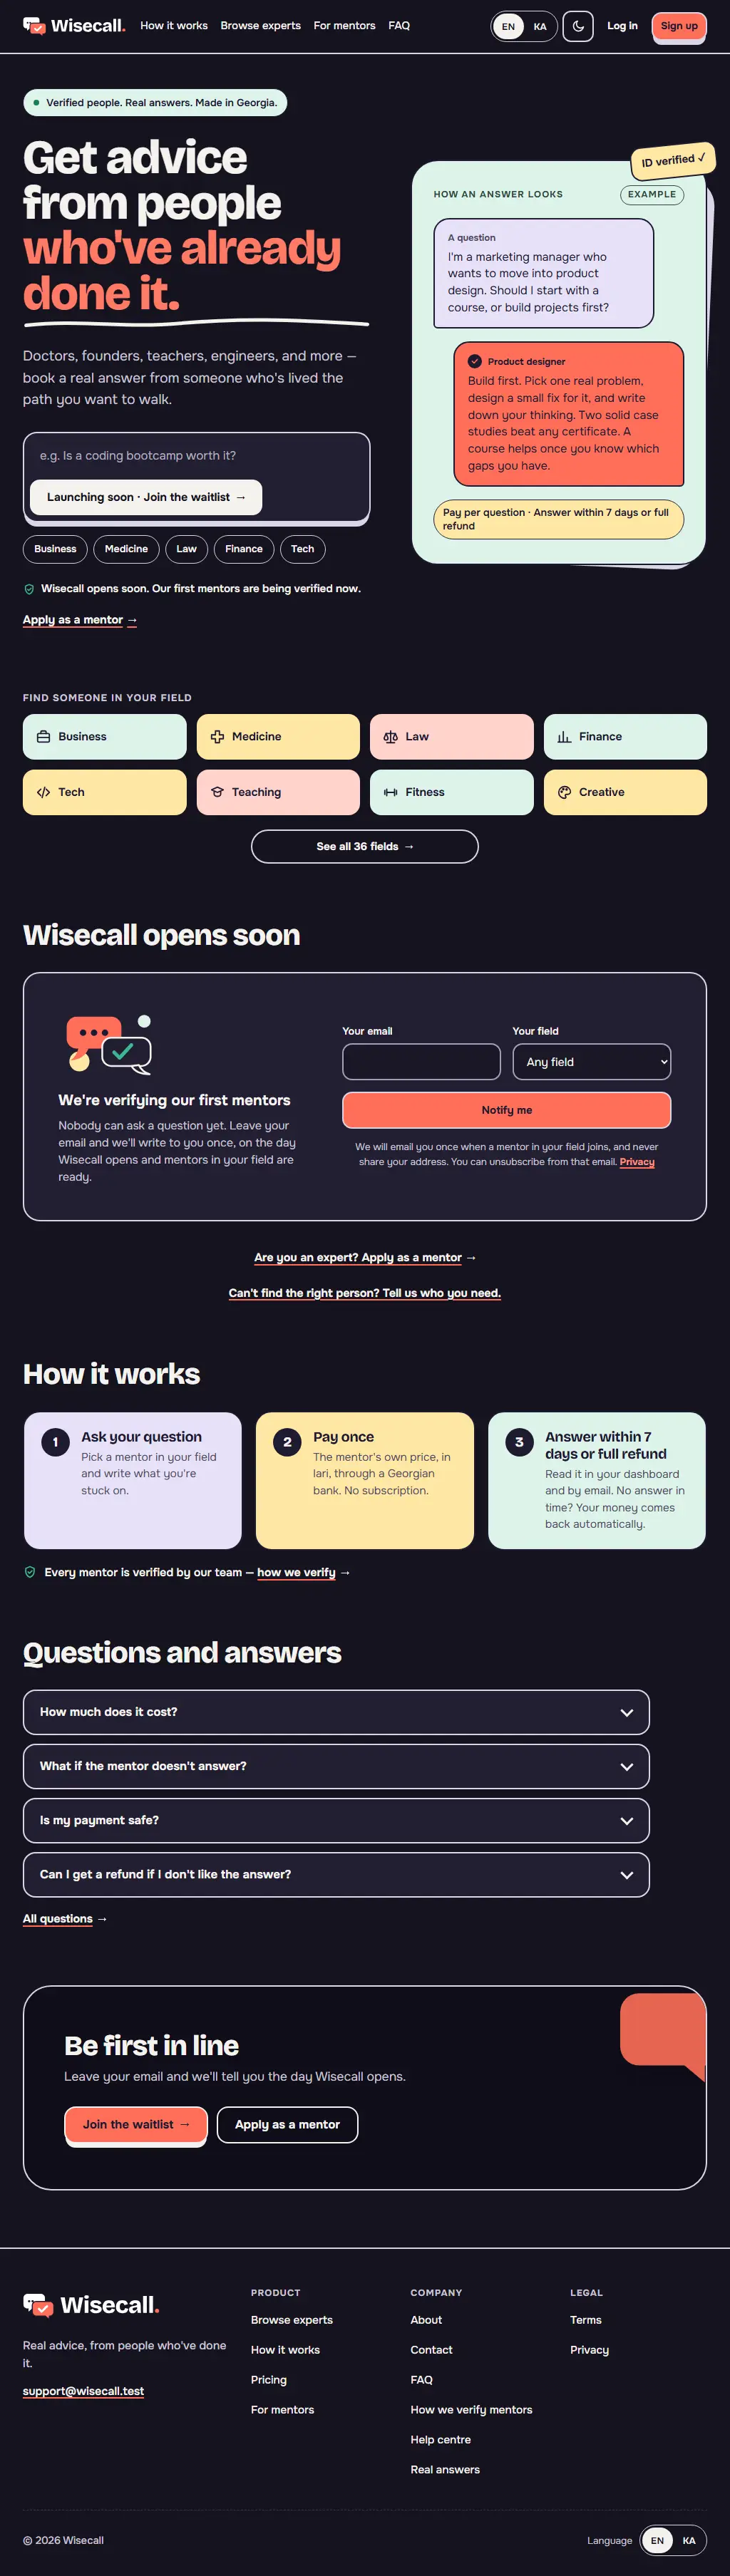 Wisecall.
How it works
Browse experts
For mentors
FAQ
EN
KA
Log in
Sign up
Verified people. Real answers. Made in Georgia.
Get advice
from people
who've already
done it.
Doctors, founders, teachers, engineers, and more —
book a real answer from someone who's lived the
path you want to walk.
e.g. Is a coding bootcamp worth it?
Launching soon · Join the waitlist →
Business
Medicine
Law
Finance
Tech
Wisecall opens soon. Our first mentors are being verified now.
Apply as a mentor →
ID verified ✓
HOW AN ANSWER LOOKS
EXAMPLE
A question
I'm a marketing manager who
wants to move into product
design. Should I start with a
course, or build projects first?
Product designer
Build first. Pick one real problem,
design a small fix for it, and write
down your thinking. Two solid case
studies beat any certificate. A
course helps once you know which
gaps you have.
Pay per question · Answer within 7 days or full
refund
FIND SOMEONE IN YOUR FIELD
Business
Medicine
Law
Finance
Tech
Teaching
Fitness
Creative
See all 36 fields →
Wisecall opens soon
We're verifying our first mentors
Nobody can ask a question yet. Leave your
email and we'll write to you once, on the day
Wisecall opens and mentors in your field are
ready.
Your email
Your field
Any field
Notify me
We will email you once when a mentor in your field joins, and never
share your address. You can unsubscribe from that email. Privacy
Are you an expert? Apply as a mentor →
Can't find the right person? Tell us who you need.
How it works
1
Ask your question
Pick a mentor in your field
and write what you're
stuck on.
2
Pay once
The mentor's own price, in
lari, through a Georgian
bank. No subscription.
3
Answer within 7
days or full refund
Read it in your dashboard
and by email. No answer in
time? Your money comes
back automatically.
Every mentor is verified by our team — how we verify →
Questions and answers
How much does it cost?
What if the mentor doesn't answer?
Is my payment safe?
Can I get a refund if I don't like the answer?
All questions →
Be first in line
Leave your email and we'll tell you the day Wisecall opens.
Join the waitlist →
Apply as a mentor
Wisecall.
Real advice, from people who've done
it.
support@wisecall.test
PRODUCT
Browse experts
How it works
Pricing
For mentors
COMPANY
About
Contact
FAQ
How we verify mentors
Help centre
Real answers
LEGAL
Terms
Privacy
© 2026 Wisecall
Language
EN
KA